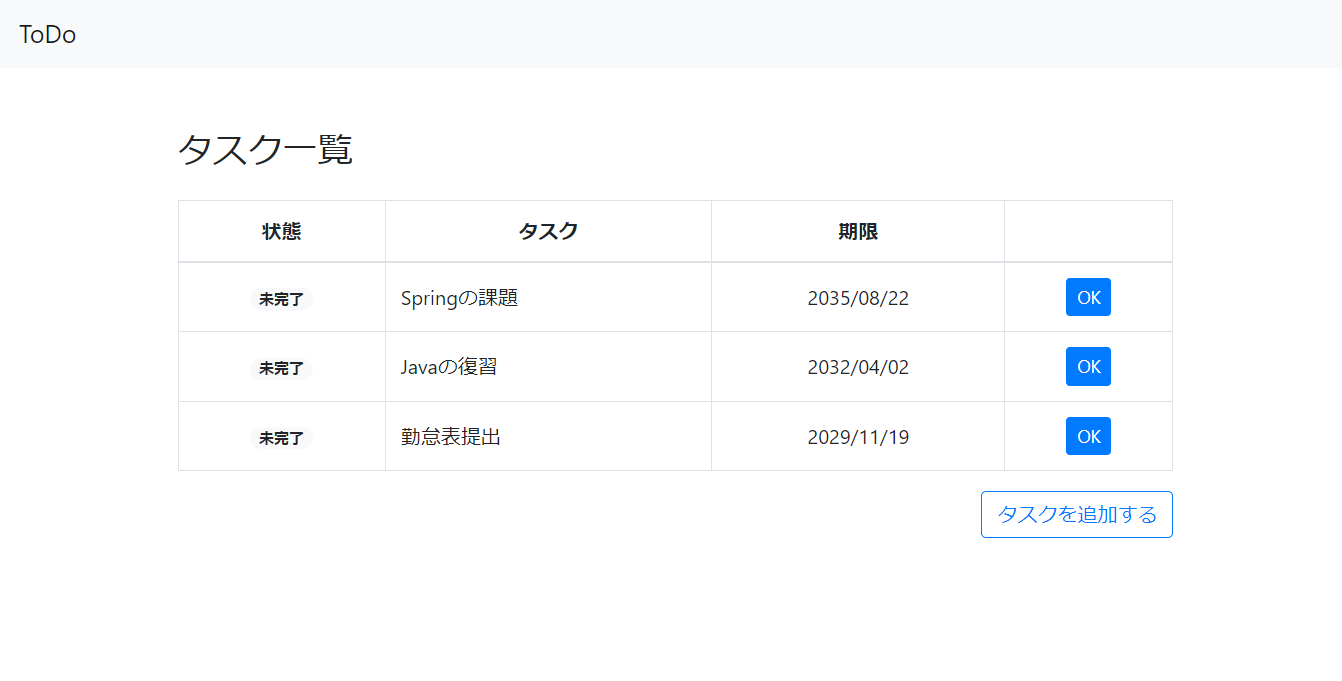 ToDo
タスク一覧
状態 タスク 期限
未完了 Springの課題 2035/08/22 OK
未完了 Javaの復習 2032/04/02 OK
未完了 勤怠表提出 2029/11/19 OK
タスクを追加する